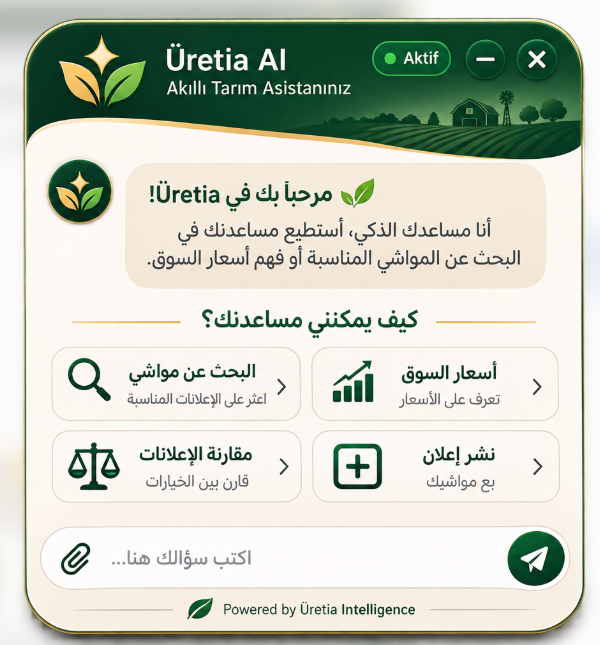 Üretia AI
Akıllı Tarım Asistanınız
Aktif
مرحباً بك في Üretia!
أنا مساعدك الذكي، أستطيع مساعدتك في
البحث عن المواشي المناسبة أو فهم أسعار السوق.
كيف يمكنني مساعدتك؟
أسعار السوق
تعرف على الأسعار
البحث عن مواشي
اعثر على الإعلانات المناسبة
نشر إعلان
بع مواشيك
مقارنة الإعلانات
قارن بين الخيارات
اكتب سؤالك هنا...
Powered by Üretia Intelligence